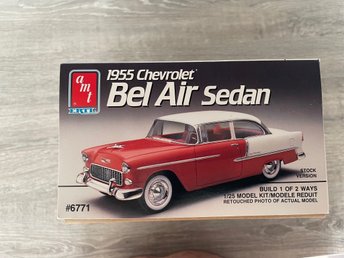 amt
ERTL
1955 Chevrolet
Bel Air Sedan
STOCK
VERSION
BUILD 1 OF 2 WAYS
1/25 MODEL KIT/MODELE REDUIT
RETOUCHED PHOTO OF ACTUAL MODEL
#6771